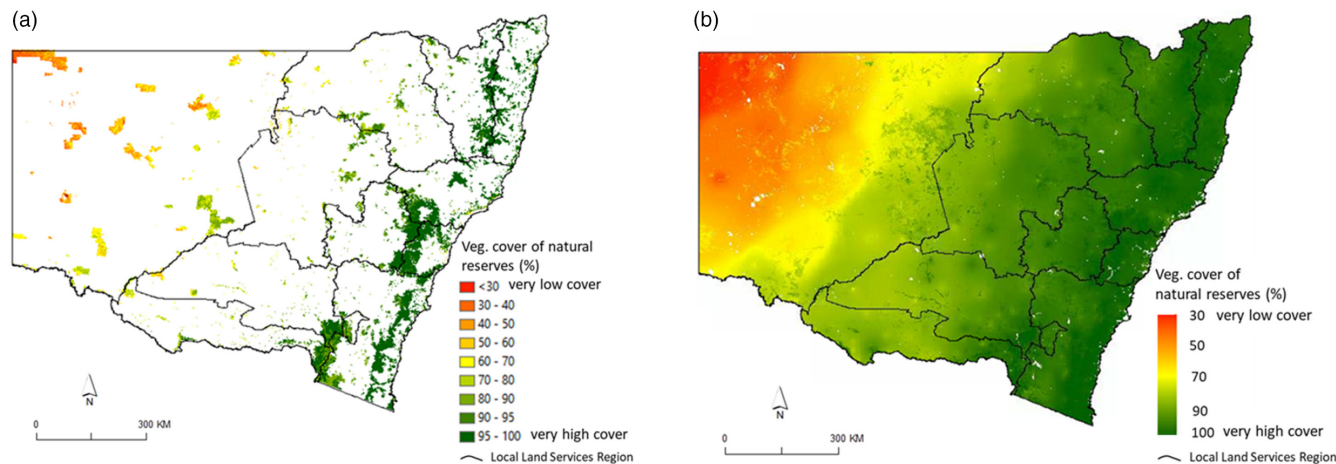 (a)
Veg. cover of natural
reserves (%)
<30 very low cover
30 - 40
40 - 50
50 - 60
60 - 70
70 - 80
80 - 90
90 - 95
95 - 100 very high cover
Local Land Services Region
N
0 300 KM
(b)
Veg. cover of
natural reserves (%)
30 very low cover
50
70
90
100 very high cover
Local Land Services Region
N
0 300 KM